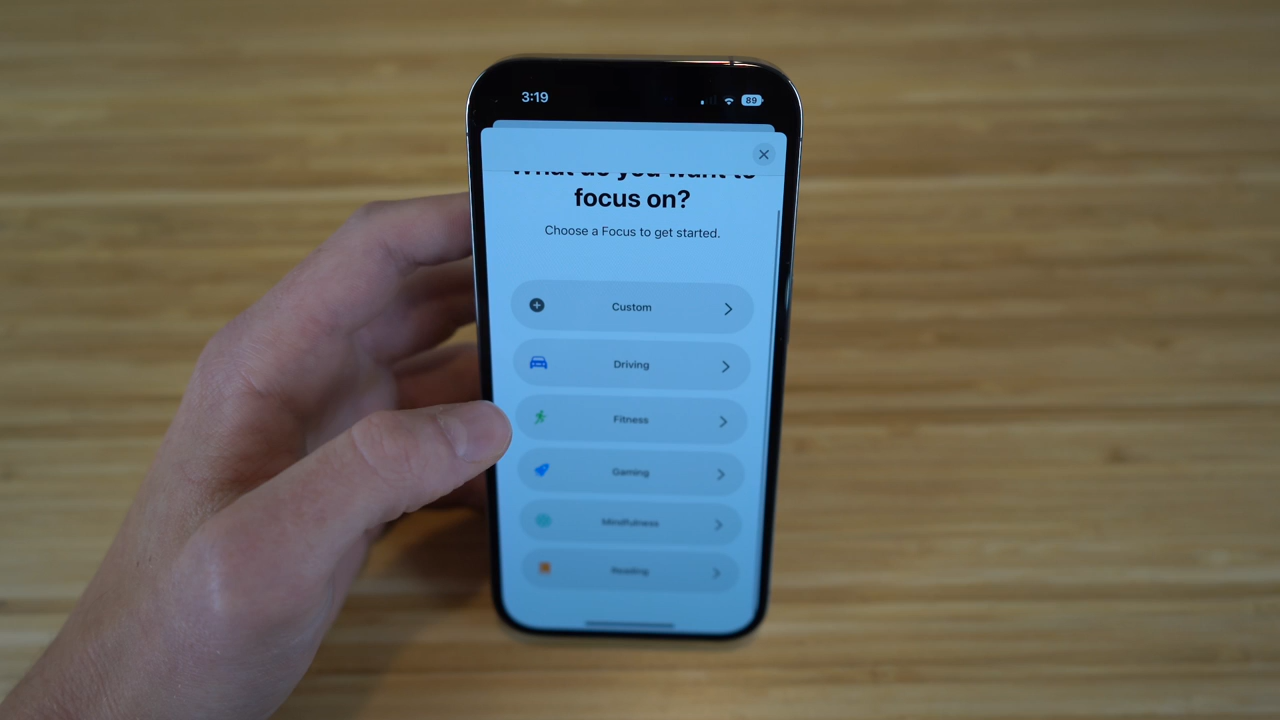 3:19
89
What do you want to
focus on?
Choose a Focus to get started.
Custom
Driving
Fitness
Gaming
Mindfulness
Reading